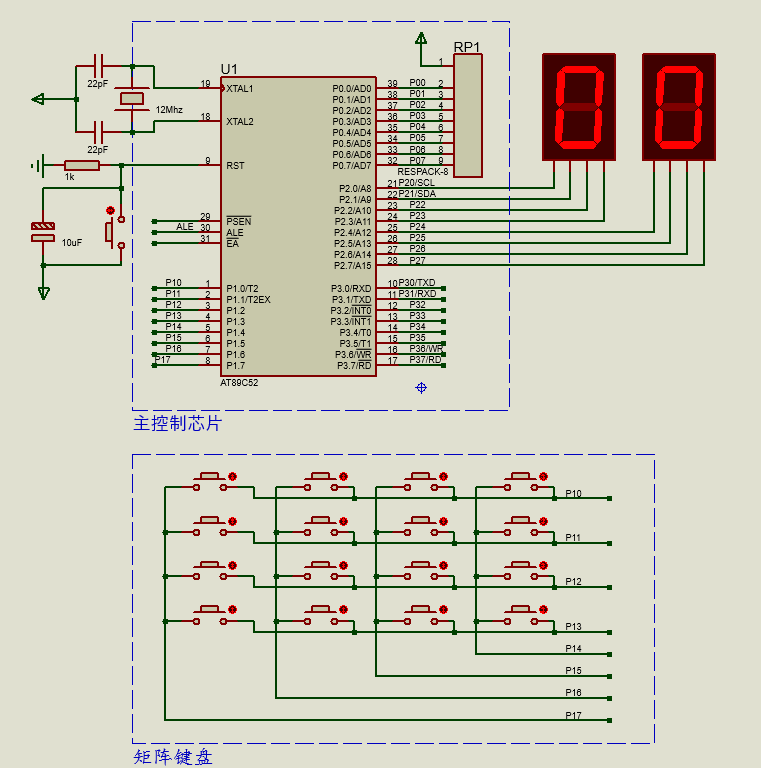 RP1
1
22pF
U1
19
XTAL1
P0.0/AD0
39
P00
2
P0.1/AD1
38
P01
3
12Mhz
P0.2/AD2
37
P02
4
18
XTAL2
P0.3/AD3
36
P03
5
P0.4/AD4
35
P04
6
22pF
P0.5/AD5
34
P05
7
P0.6/AD6
33
P06
8
9
RST
P0.7/AD7
32
P07
9
1k
RESPACK-8
P2.0/A8
21
P20/SCL
P2.1/A9
22
P21/SDA
P2.2/A10
23
P22
29
PSEN
P2.3/A11
24
P23
ALE
30
ALE
P2.4/A12
25
P24
10uF
31
EA
P2.5/A13
26
P25
P2.6/A14
27
P26
P2.7/A15
28
P27
P10
1
P1.0/T2
P3.0/RXD
10
P30/TXD
P11
2
P1.1/T2EX
P3.1/TXD
11
P31/RXD
P12
3
P1.2
P3.2/INT0
12
P32
P13
4
P1.3
P3.3/INT1
13
P33
P14
5
P1.4
P3.4/T0
14
P34
P15
6
P1.5
P3.5/T1
15
P35
P16
7
P1.6
P3.6/WR
16
P36/WR
P17
8
P1.7
P3.7/RD
17
P37/RD
AT89C52
主控制芯片
P10
P11
P12
P13
P14
P15
P16
P17
矩阵键盘